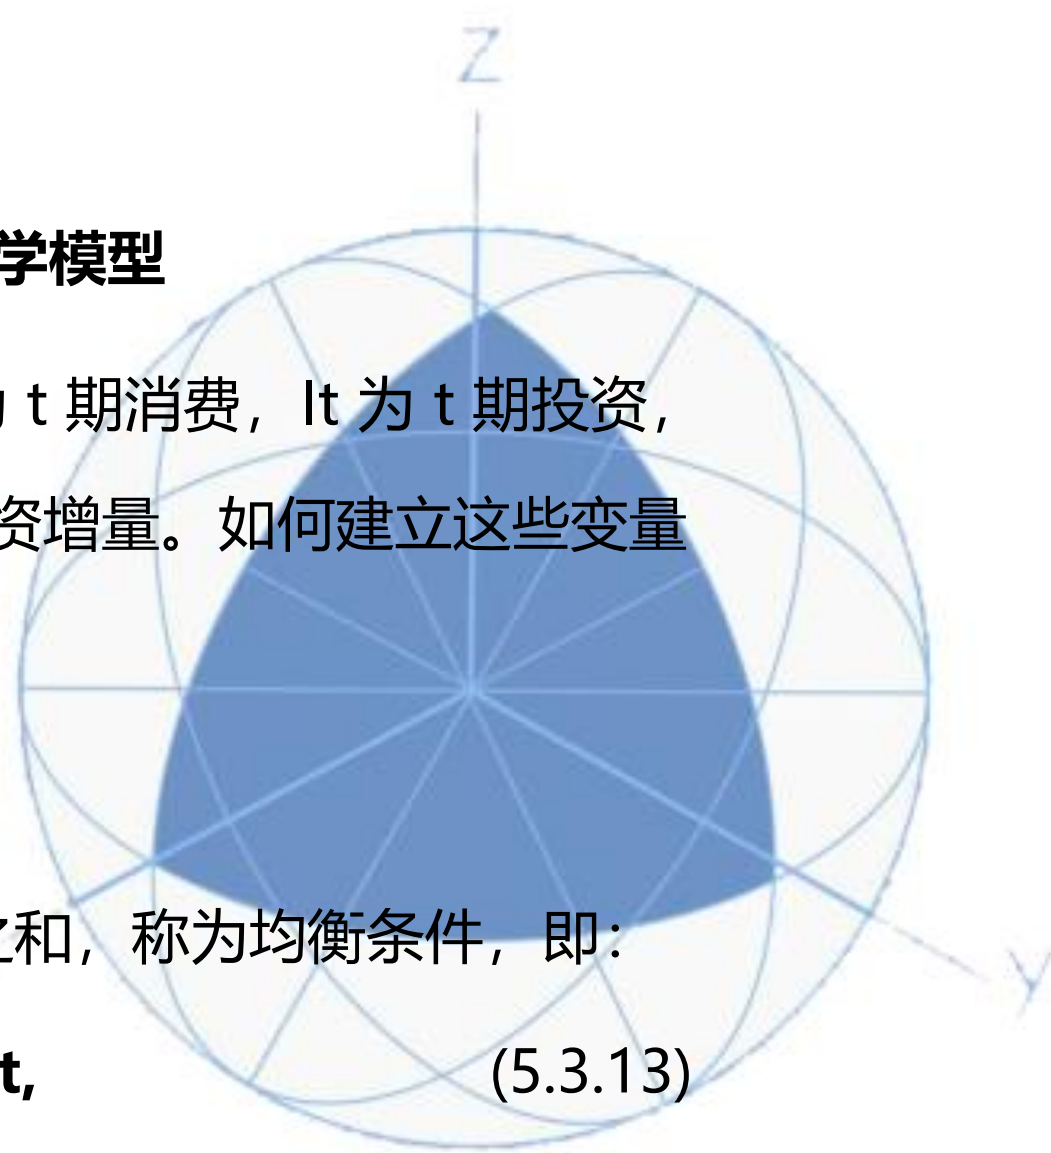 Z
学模型
t 期消费，It 为 t 期投资，
资增量。如何建立这些变量
之和，称为均衡条件，即：
y
t, (5.3.13)